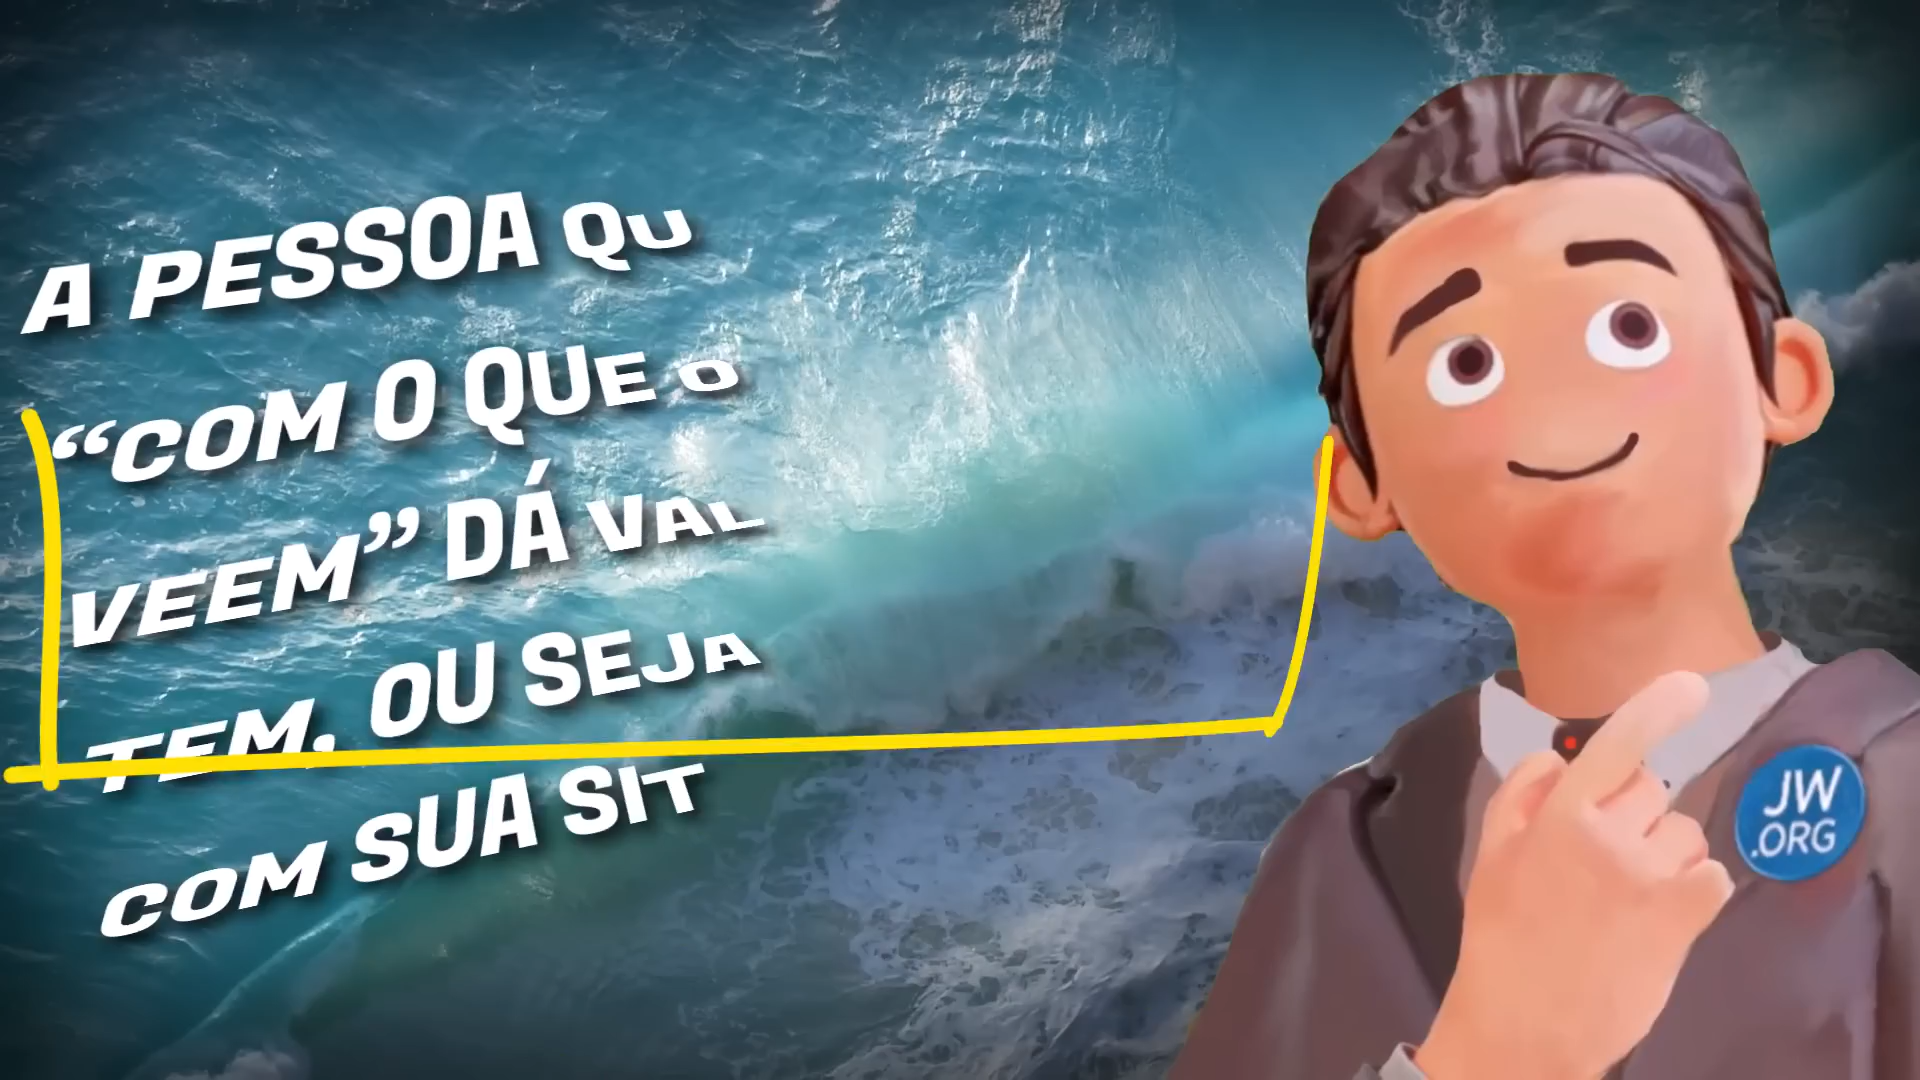 A PESSOA QU
“COM O QUE O
VEEM” DÁ VAL
TEM, OU SEJA
COM SUA SIT
JW
.ORG